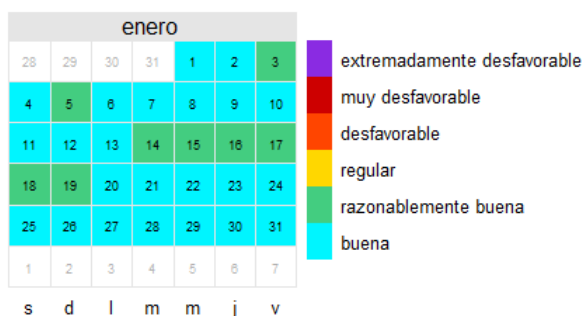 enero
28 29 30 31 1 2 3
4 5 6 7 8 9 10
11 12 13 14 15 16 17
18 19 20 21 22 23 24
25 26 27 28 29 30 31
1 2 3 4 5 6 7
s d l m m j v
extremadamente desfavorable
muy desfavorable
desfavorable
regular
razonablemente buena
buena